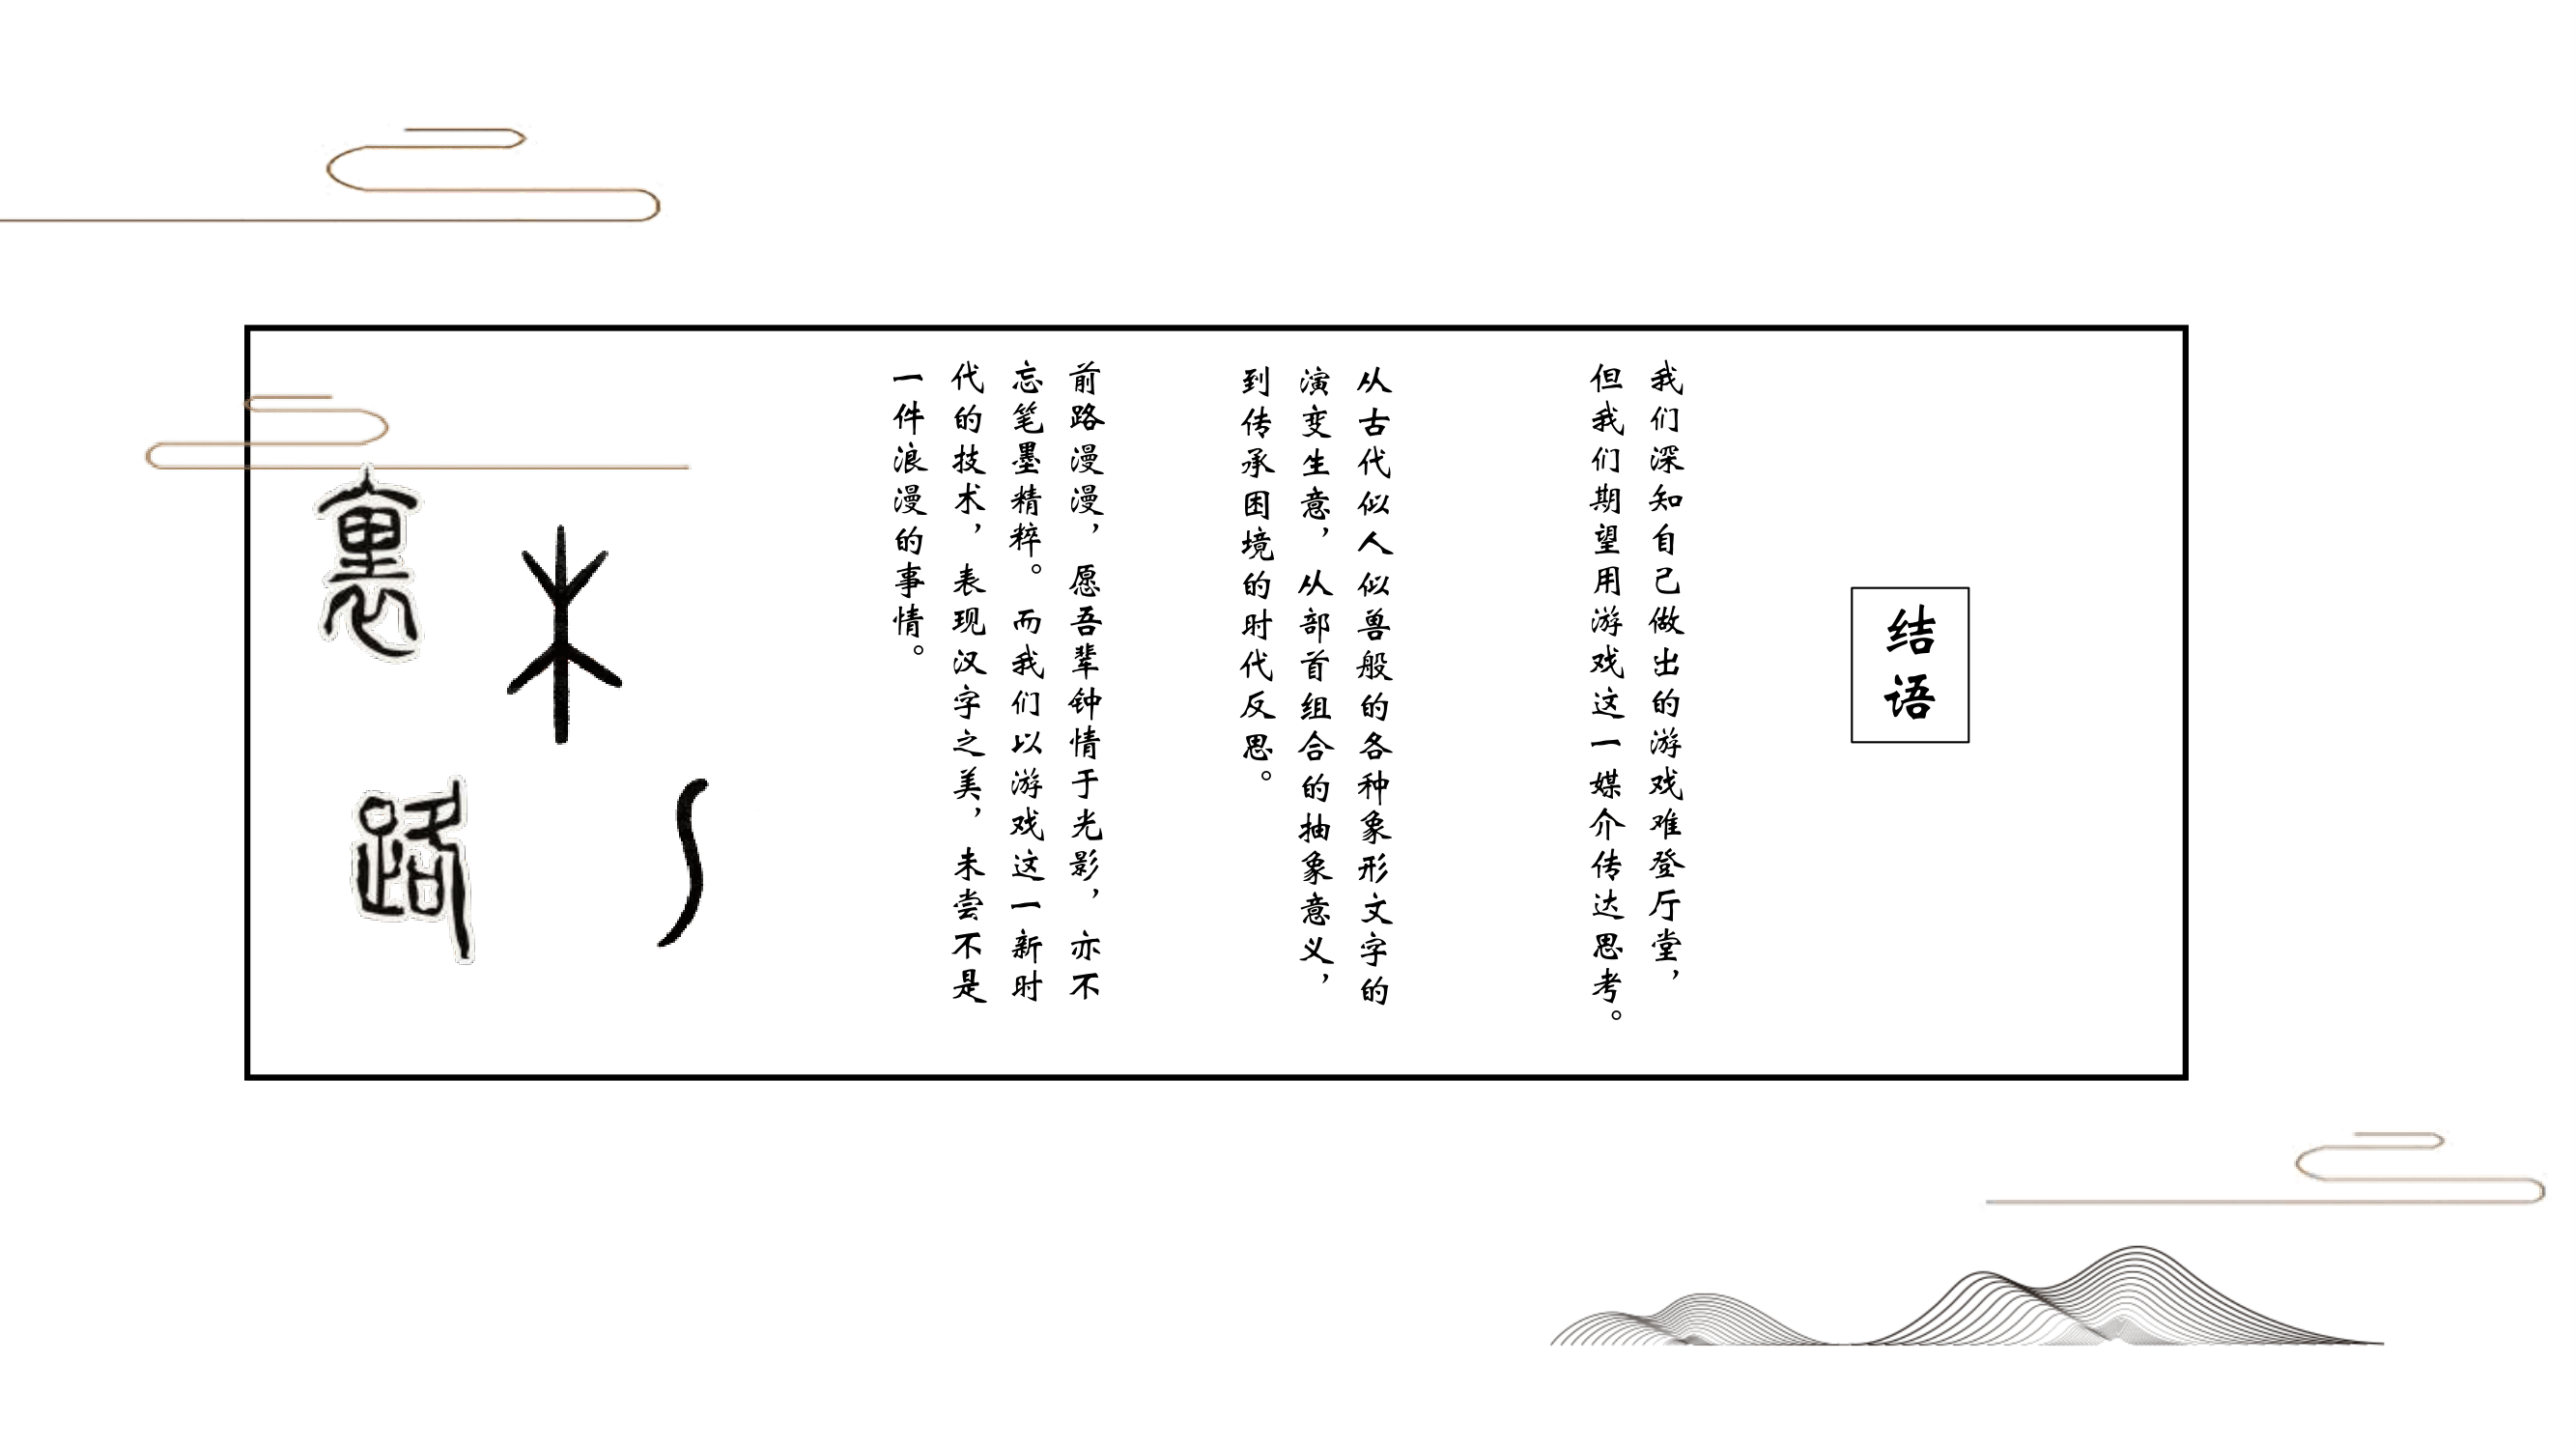 结语
我们深知自己做出的游戏难登厅堂，
但我们期望用游戏这一媒介传达思考。
从古代似人似兽般的各种象形文字的
演变生意，从部首组合的抽象意义，
到传承困境的时代反思。
前路漫漫，愿吾辈钟情于光影，亦不
忘笔墨精粹。而我们以游戏这一新时
代的技术，表现汉字之美，未尝不是
一件浪漫的事情。
裏
路